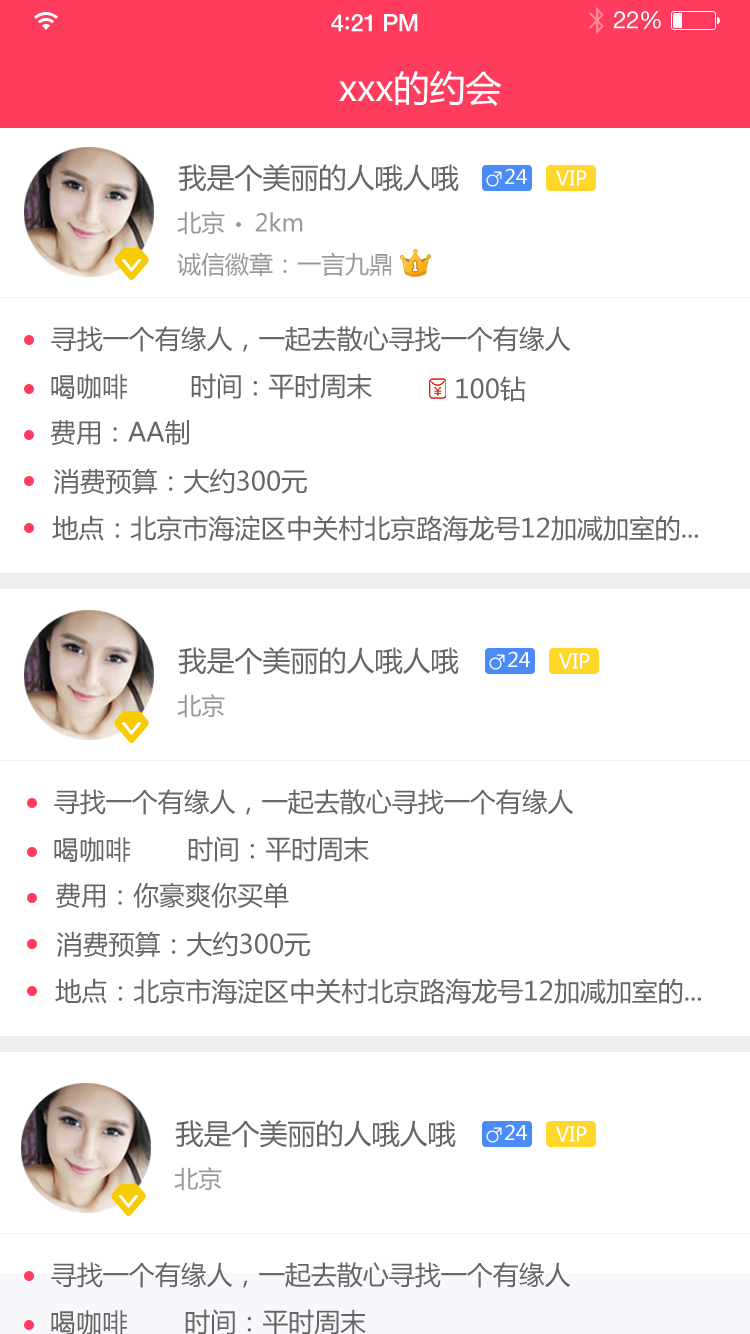 4:21 PM 22%
xxx的约会
我是个美丽的人哦人哦 ♂24 VIP
北京 • 2km
诚信徽章：一言九鼎 1
寻找一个有缘人，一起去散心寻找一个有缘人
喝咖啡 时间：平时周末 ¥ 100钻
费用：AA制
消费预算：大约300元
地点：北京市海淀区中关村北京路海龙号12加减加室的...
我是个美丽的人哦人哦 ♂24 VIP
北京
寻找一个有缘人，一起去散心寻找一个有缘人
喝咖啡 时间：平时周末
费用：你豪爽你买单
消费预算：大约300元
地点：北京市海淀区中关村北京路海龙号12加减加室的...
我是个美丽的人哦人哦 ♂24 VIP
北京
寻找一个有缘人，一起去散心寻找一个有缘人
喝咖啡 时间：平时周末